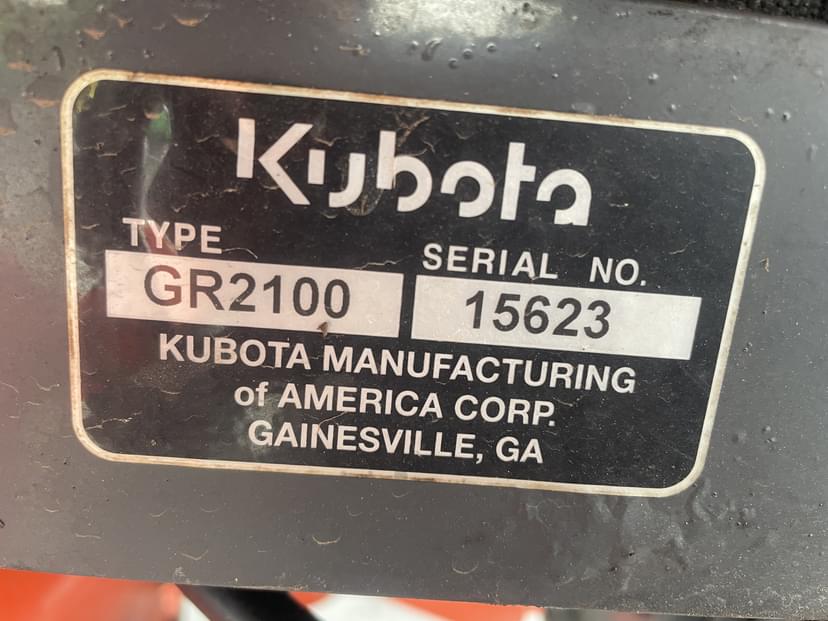 Kubota
TYPE
SERIAL NO.
GR2100
15623
KUBOTA MANUFACTURING
of AMERICA CORP.
GAINESVILLE, GA